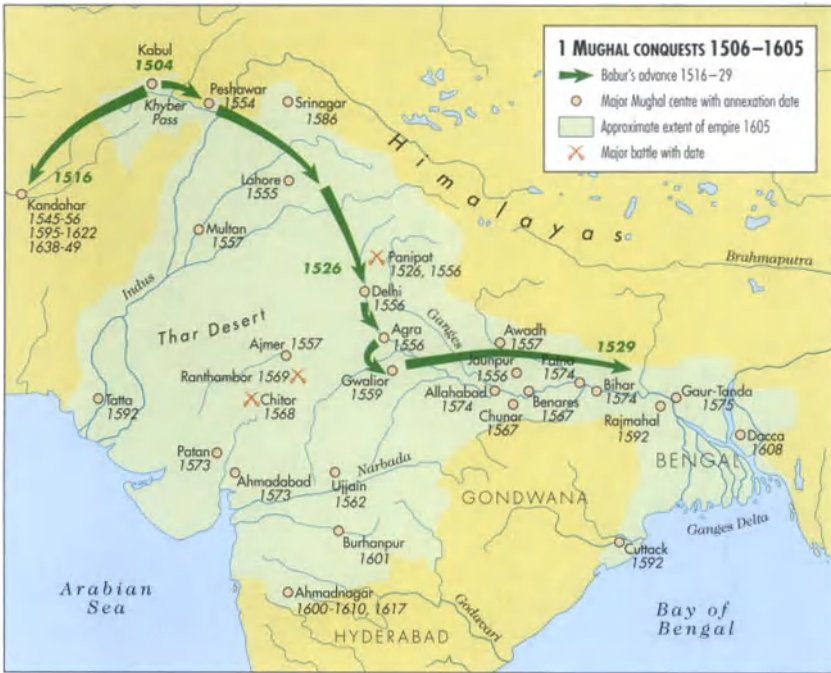 1 MUGHAL CONQUESTS 1506–1605
Babur's advance 1516–29
Major Mughal centre with annexation date
Approximate extent of empire 1605
Major battle with date
Kabul
1504
Khyber
Pass
Peshawar
1554
Srinagar
1586
Himalayas
1516
Kandahar
1545-56
1595-1622
1638-49
Lahore
1555
Multan
1557
Indus
1526
Panipat
1526, 1556
Brahmaputra
Delhi
1556
Ganges
Thar Desert
Agra
1556
Awadh
1557
1529
Ajmer 1557
Ranthambor 1569
Gwalior
1559
Jaunpur
1556
Patna
1574
Tatta
1592
Chitor
1568
Allahabad
1574
Chunar
1567
Benares
1567
Bihar
1574
Gaur-Tanda
1575
Rajmahal
1592
Dacca
1608
Patan
1573
Ahmadabad
1573
Ujjain
1562
Narbada
GONDWANA
BENGAL
Burhanpur
1601
Ganges Delta
Cuttack
1592
Arabian
Sea
Ahmadnagar
1600-1610, 1617
Godavari
HYDERABAD
Bay of
Bengal